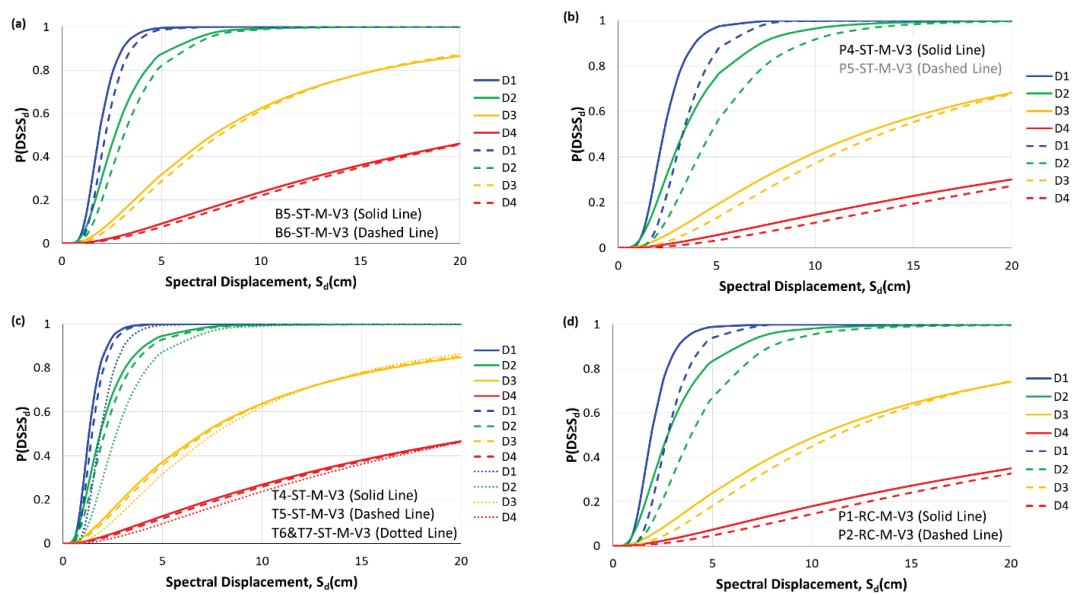 (a)
P(DS≥Sd)
1
0.8
0.6
0.4
0.2
0
0
5
10
15
20
Spectral Displacement, Sd(cm)
B5-ST-M-V3 (Solid Line)
B6-ST-M-V3 (Dashed Line)
D1
D2
D3
D4
D1
D2
D3
D4
(b)
P(DS≥Sd)
1
0.8
0.6
0.4
0.2
0
0
5
10
15
20
Spectral Displacement, Sd(cm)
P4-ST-M-V3 (Solid Line)
P5-ST-M-V3 (Dashed Line)
D1
D2
D3
D4
D1
D2
D3
D4
(c)
P(DS≥Sd)
1
0.8
0.6
0.4
0.2
0
0
5
10
15
20
Spectral Displacement, Sd(cm)
T4-ST-M-V3 (Solid Line)
T5-ST-M-V3 (Dashed Line)
T6&T7-ST-M-V3 (Dotted Line)
D1
D2
D3
D4
D1
D2
D3
D4
D1
D2
D3
D4
(d)
P(DS≥Sd)
1
0.8
0.6
0.4
0.2
0
0
5
10
15
20
Spectral Displacement, Sd(cm)
P1-RC-M-V3 (Solid Line)
P2-RC-M-V3 (Dashed Line)
D1
D2
D3
D4
D1
D2
D3
D4